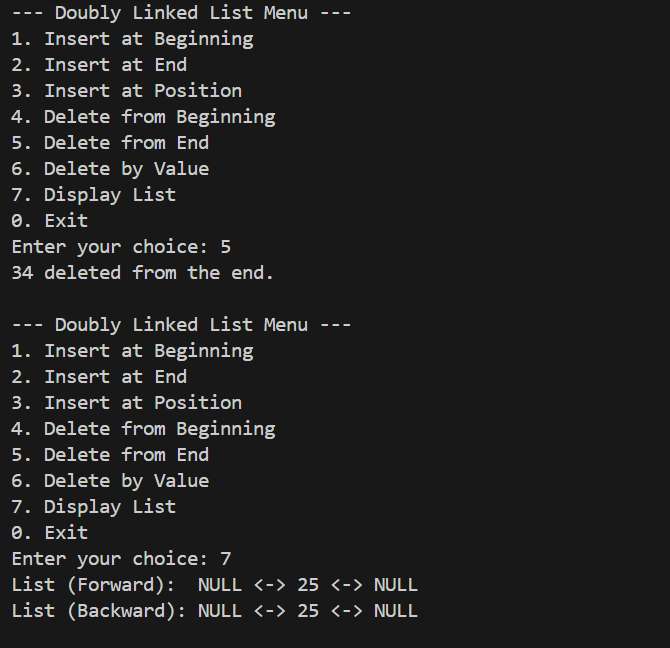 --- Doubly Linked List Menu ---
1. Insert at Beginning
2. Insert at End
3. Insert at Position
4. Delete from Beginning
5. Delete from End
6. Delete by Value
7. Display List
0. Exit
Enter your choice: 5
34 deleted from the end.

--- Doubly Linked List Menu ---
1. Insert at Beginning
2. Insert at End
3. Insert at Position
4. Delete from Beginning
5. Delete from End
6. Delete by Value
7. Display List
0. Exit
Enter your choice: 7
List (Forward):  NULL <-> 25 <-> NULL
List (Backward): NULL <-> 25 <-> NULL